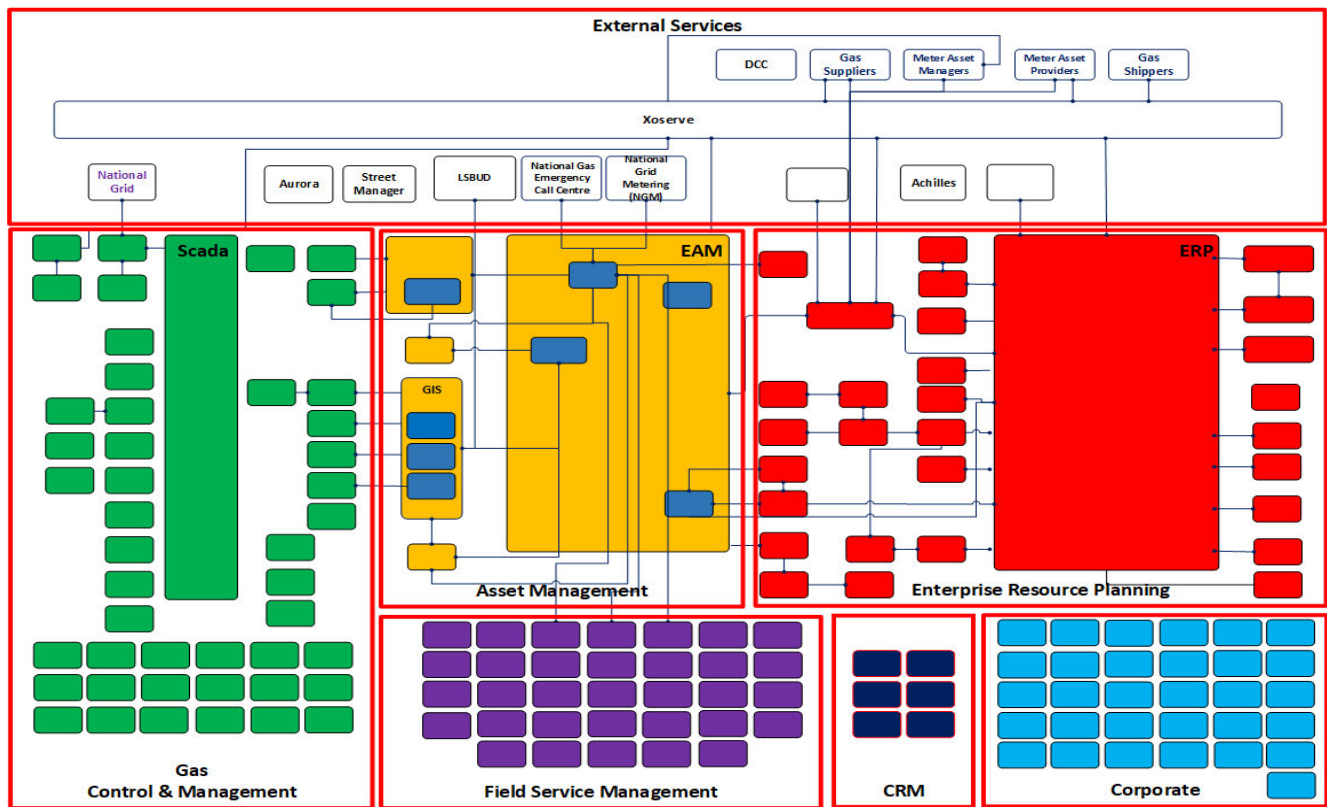 External Services
DCC
Gas
Suppliers
Meter Asset
Managers
Meter Asset
Providers
Gas
Shippers
Xoserve
National
Grid
Aurora
Street
Manager
LSBUD
National Gas
Emergency
Call Centre
National
Grid
Metering
(NGM)
Achilles
Scada
EAM
ERP
GIS
Asset Management
Enterprise Resource Planning
Gas
Control & Management
Field Service Management
CRM
Corporate